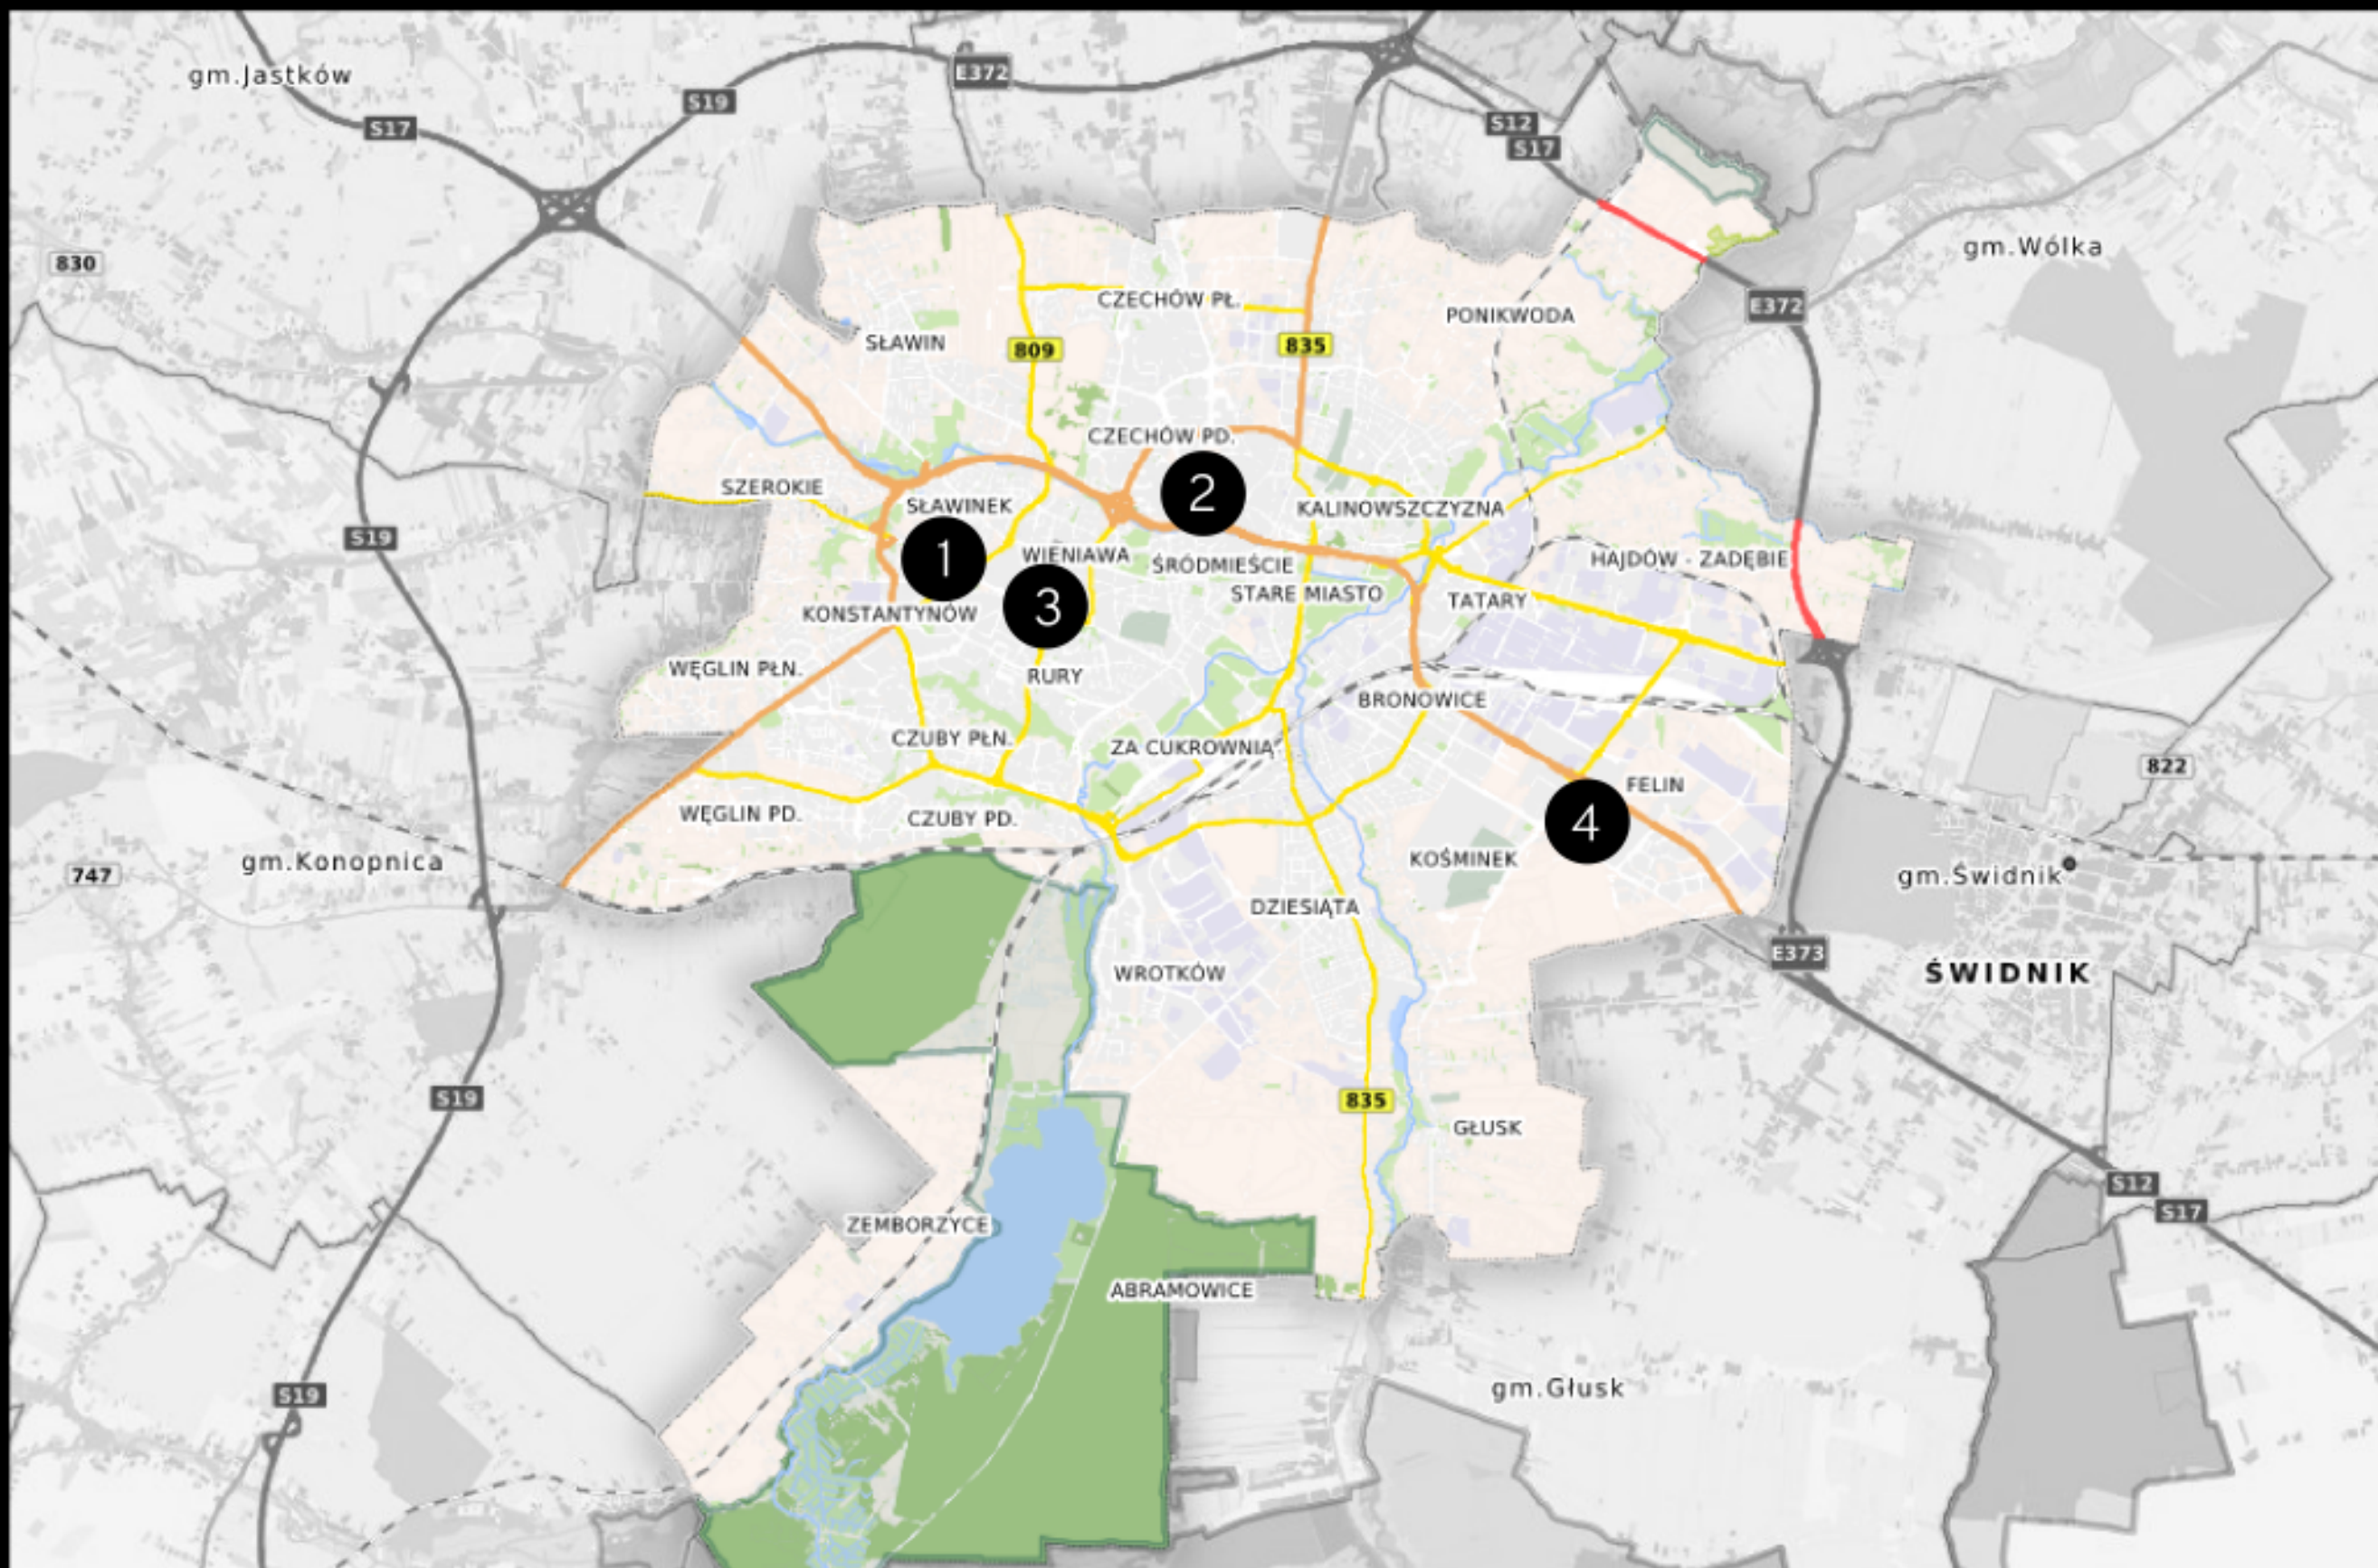 gm.Jastków
E372
S19
S17
S12
S17
830
gm.Wólka
E372
CZECHÓW PŁ.
PONIKWODA
SŁAWIN
809
835
CZECHÓW PD.
SZEROKIE
SŁAWINEK
2
KALINOWSZCZYZNA
S19
1
WIENIAWA
ŚRÓDMIEŚCIE
HAJDÓW - ZADĘBIE
3
STARE MIASTO
TATARY
KONSTANTYNÓW
WĘGLIN PŁN.
RURY
BRONOWICE
CZUBY PŁN.
ZA CUKROWNIĄ
822
FELIN
WĘGLIN PD.
CZUBY PD.
4
gm.Konopnica
747
KOŚMINEK
gm.Świdnik
DZIESIĄTA
E373
WROTKÓW
ŚWIDNIK
S19
835
GŁUSK
S12
S17
ZEMBORZYCE
ABRAMOWICE
S19
gm.Głusk